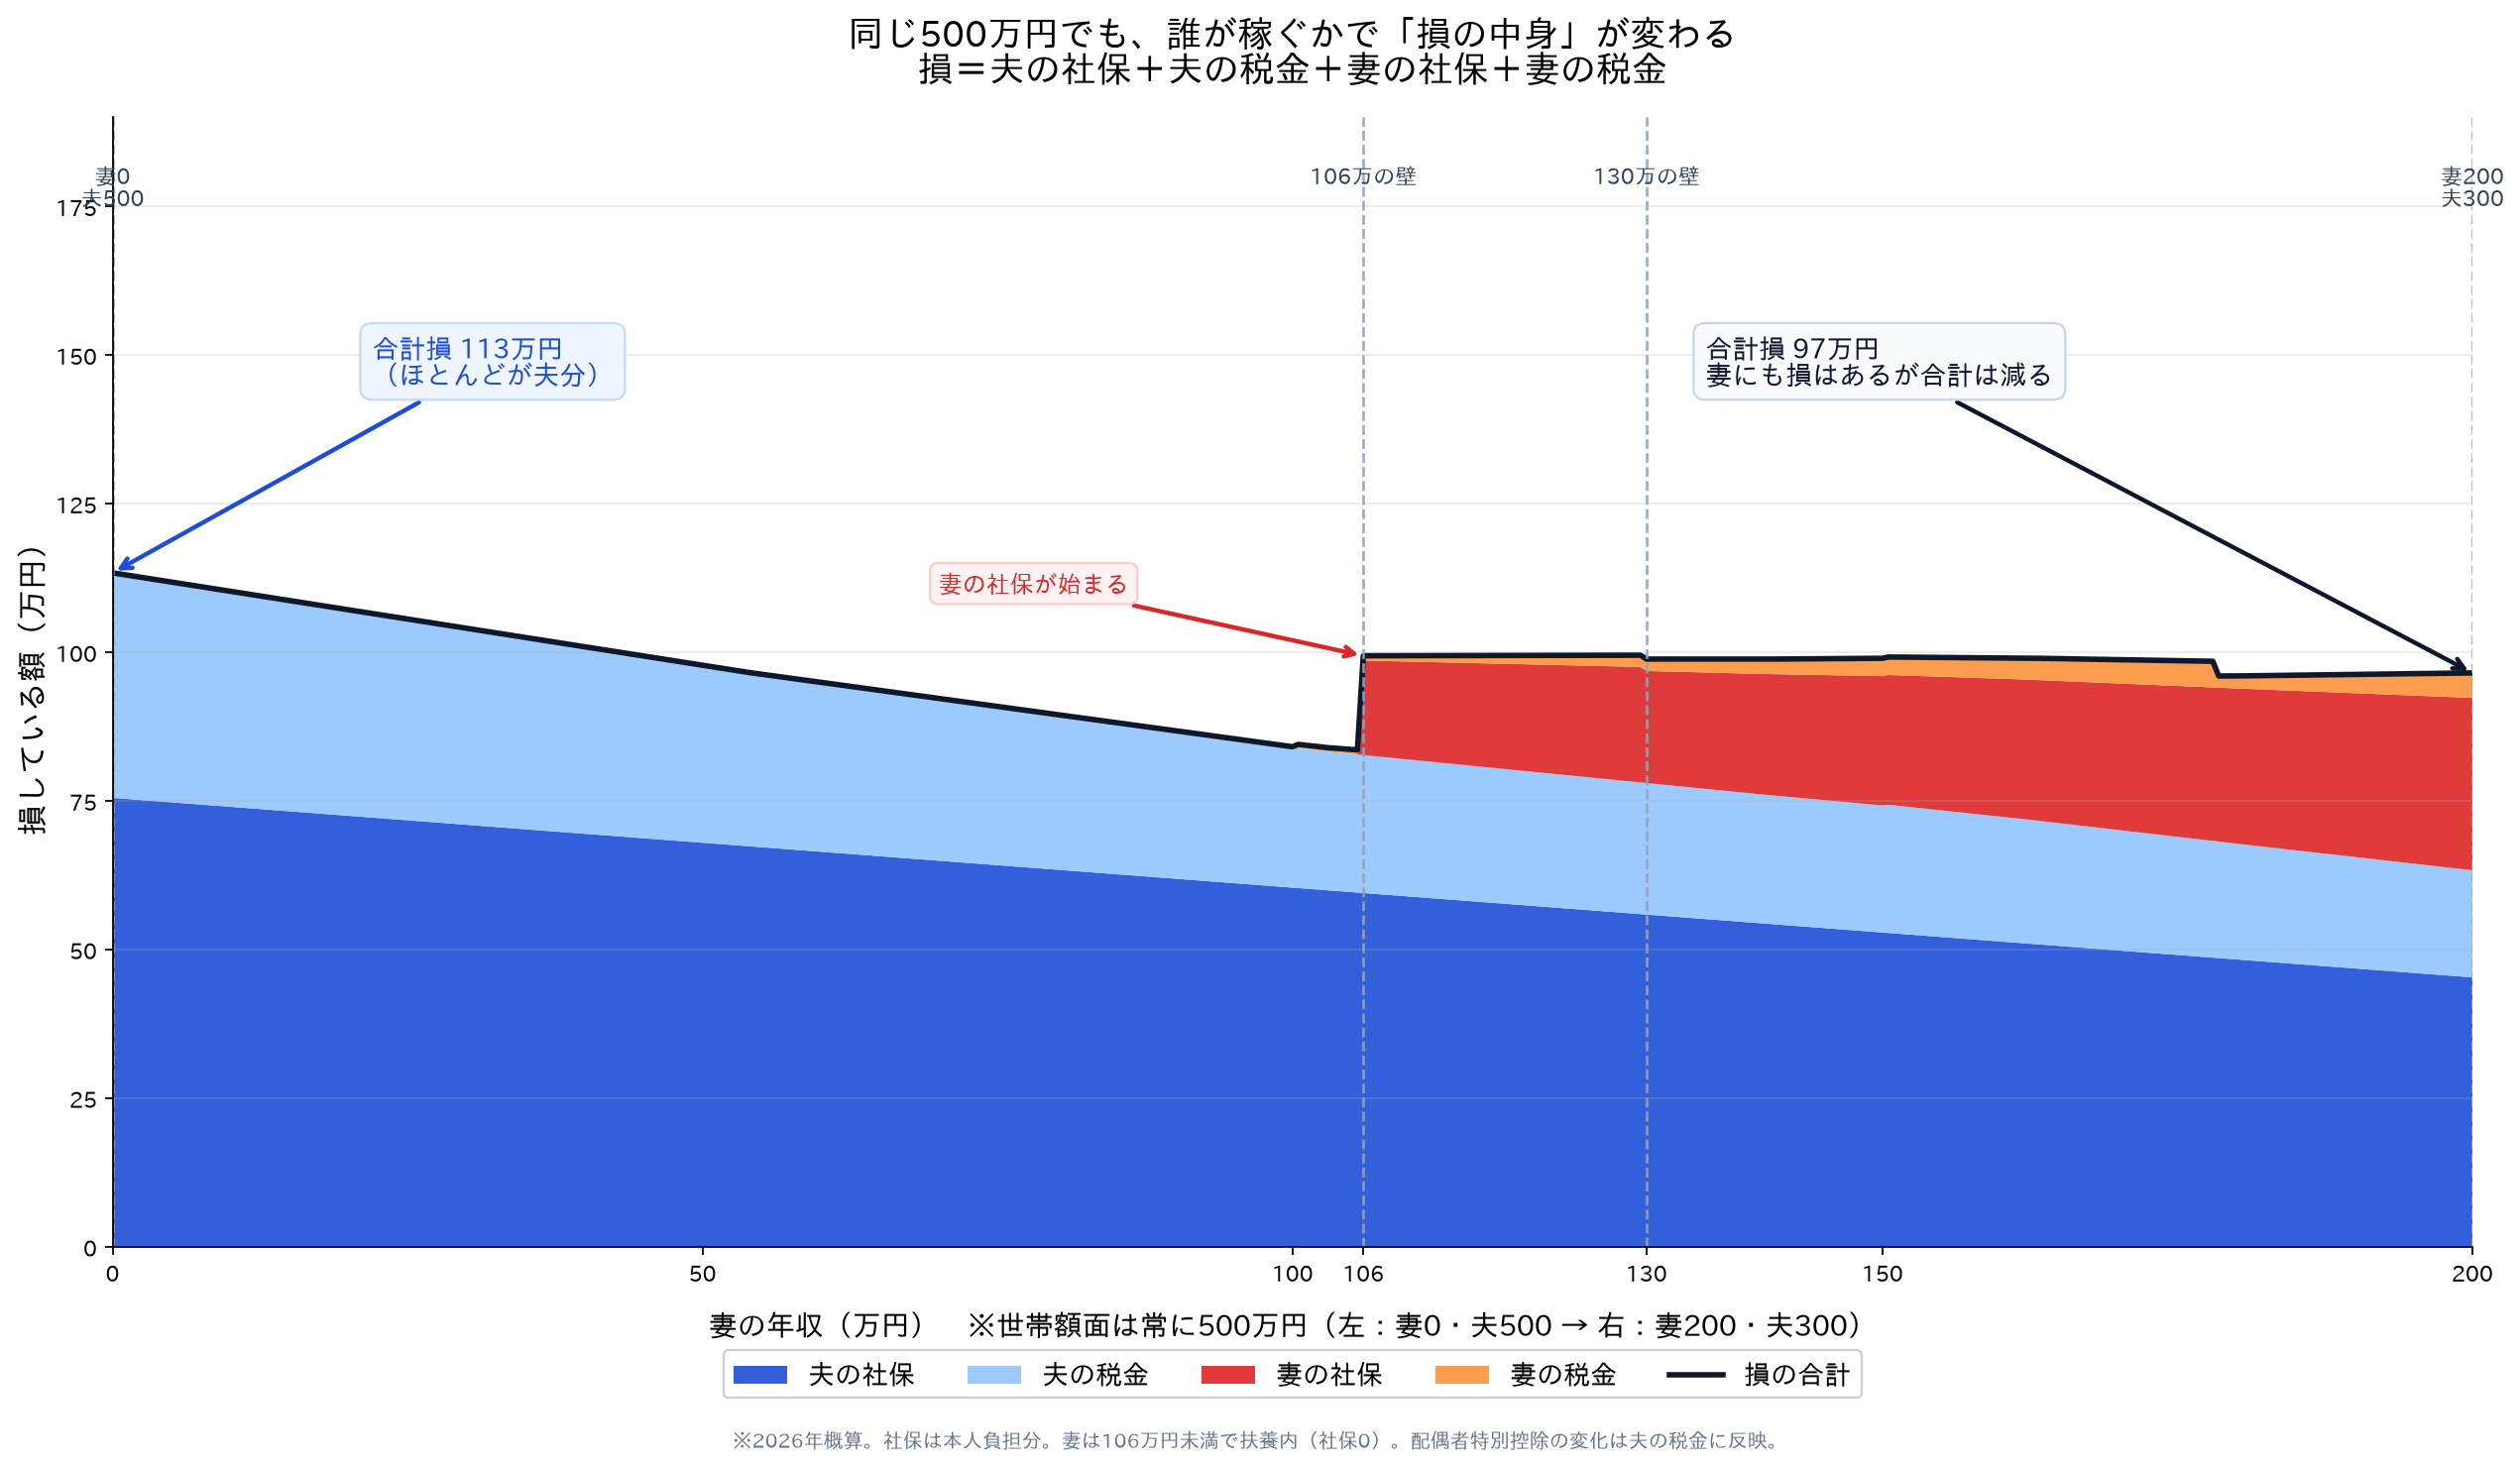 同じ500万円でも、誰が稼ぐかで「損の中身」が変わる
損＝夫の社保＋夫の税金＋妻の社保＋妻の税金
妻0
夫500
106万の壁
130万の壁
妻200
夫300
合計損 113万円
（ほとんどが夫分）
合計損 97万円
妻にも損はあるが合計は減る
妻の社保が始まる
損している額（万円）
175
150
125
100
75
50
25
0
0 50 100 106 130 150 200
妻の年収（万円）　※世帯額面は常に500万円（左：妻0・夫500 → 右：妻200・夫300）
夫の社保 夫の税金 妻の社保 妻の税金 損の合計
※2026年概算。社保は本人負担分。妻は106万円未満で扶養内（社保0）。配偶者特別控除の変化は夫の税金に反映。